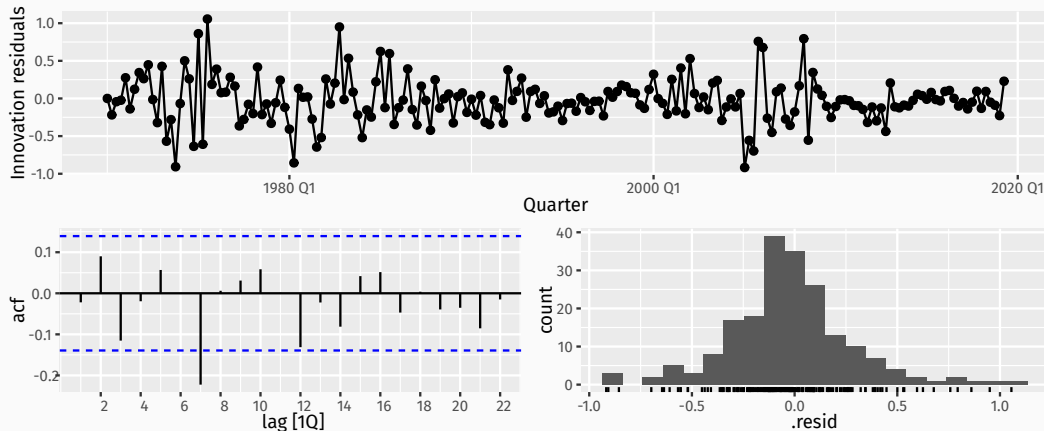 Innovation residuals
1.0
0.5
0.0
-0.5
-1.0
1980 Q1 2000 Q1 2020 Q1
Quarter
acf
0.1
0.0
-0.1
-0.2
2 4 6 8 10 12 14 16 18 20 22
lag [1Q]
count
40
30
20
10
0
-1.0 -0.5 0.0 0.5 1.0
.resid